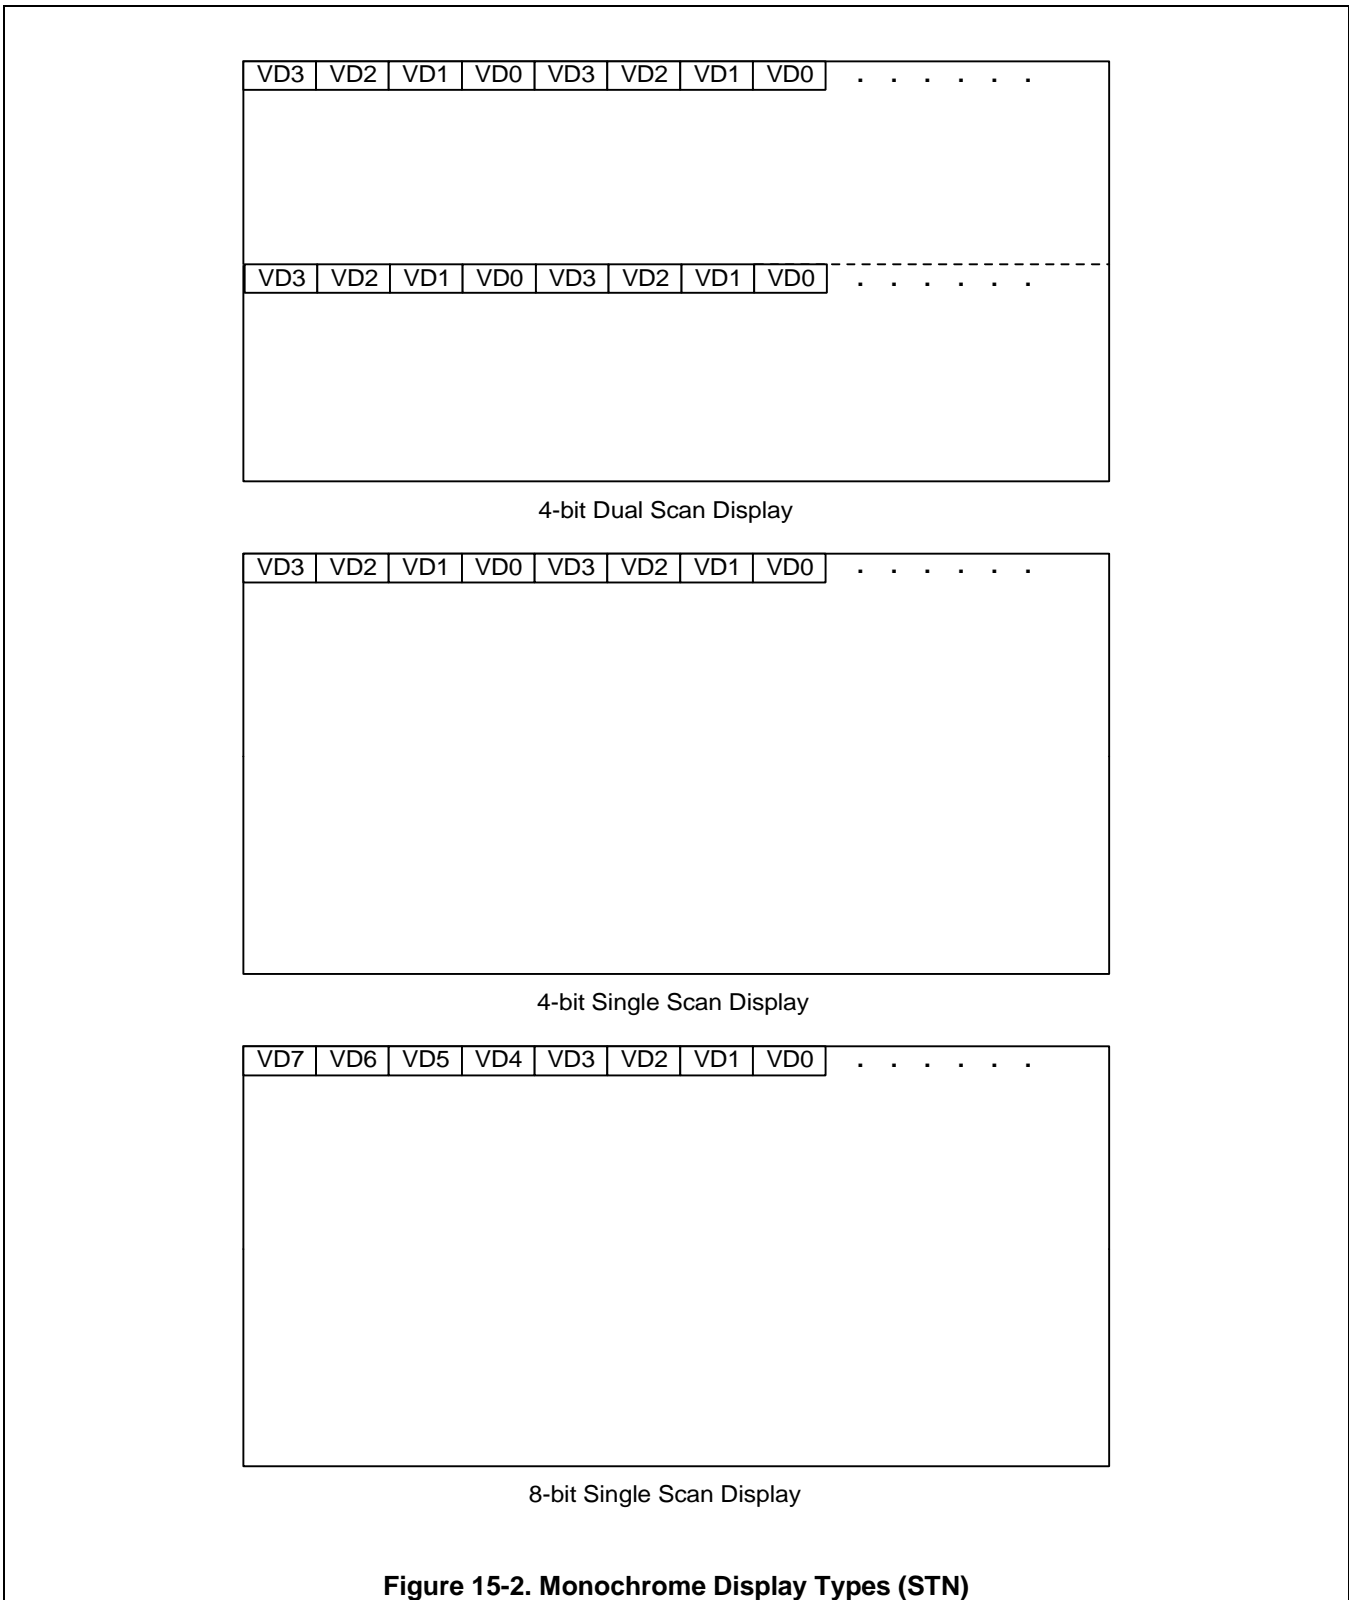 VD3 VD2 VD1 VD0 VD3 VD2 VD1 VD0 . . . . . .
VD3 VD2 VD1 VD0 VD3 VD2 VD1 VD0 . . . . . .
4-bit Dual Scan Display
VD3 VD2 VD1 VD0 VD3 VD2 VD1 VD0 . . . . . .
4-bit Single Scan Display
VD7 VD6 VD5 VD4 VD3 VD2 VD1 VD0 . . . . . .
8-bit Single Scan Display
Figure 15-2. Monochrome Display Types (STN)